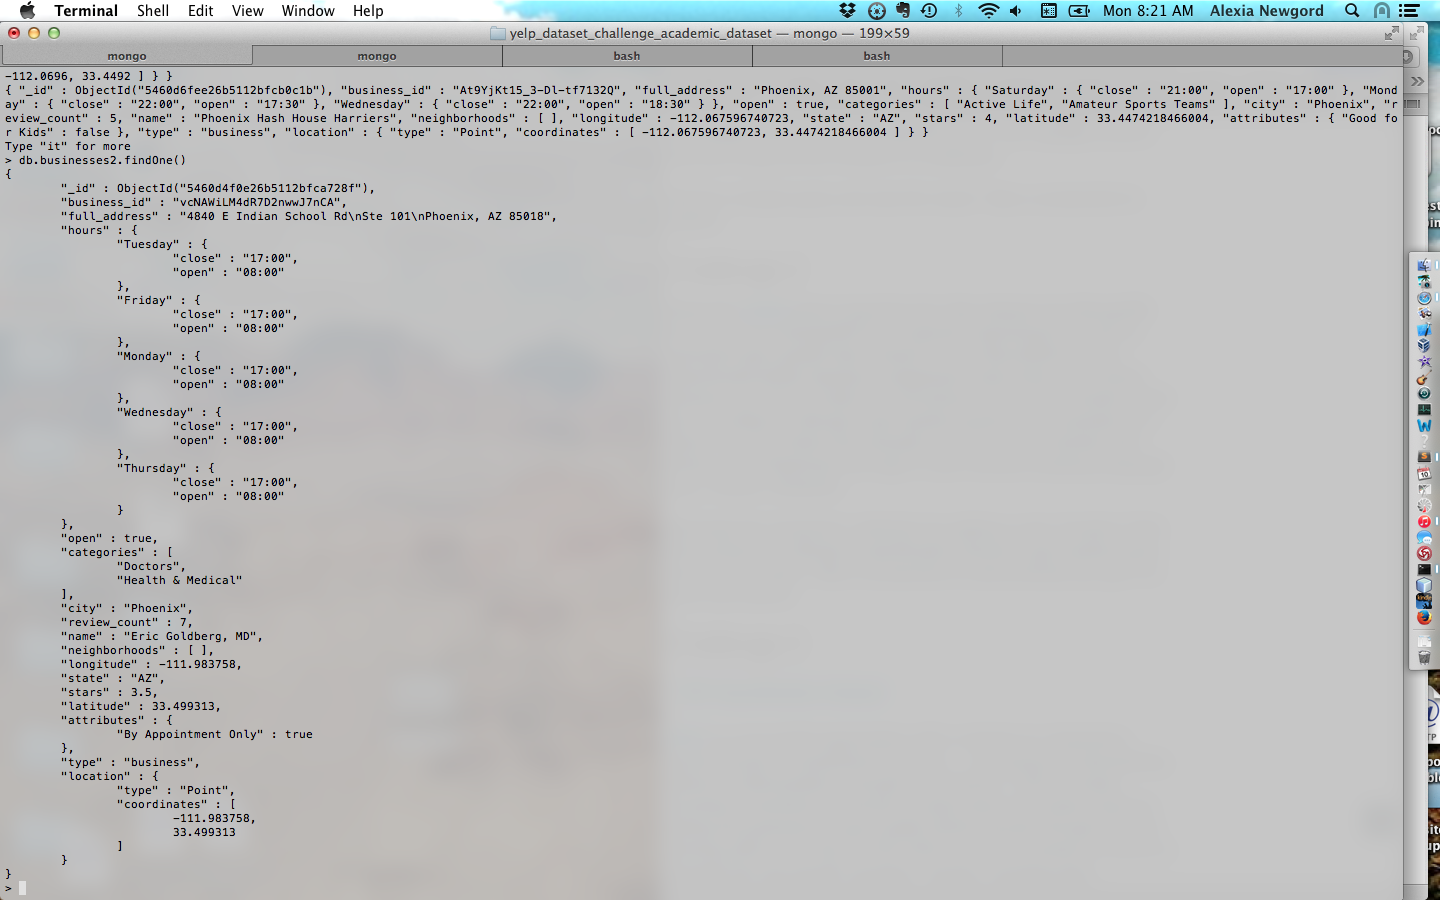 Terminal Shell Edit View Window Help Mon 8:21 AM Alexia Newgord
yelp_dataset_challenge_academic_dataset — mongo — 199×59
mongo mongo bash bash
-112.0696, 33.4492 ] } }
{ "_id" : ObjectId("5460d6fee26b5112bfcb0c1b"), "business_id" : "At9YjKt15_3-Dl-tf7132Q", "full_address" : "Phoenix, AZ 85001", "hours" : { "Saturday" : { "close" : "21:00", "open" : "17:00" }, "Mond
ay" : { "close" : "22:00", "open" : "17:30" }, "Wednesday" : { "close" : "22:00", "open" : "18:30" } }, "open" : true, "categories" : [ "Active Life", "Amateur Sports Teams" ], "city" : "Phoenix", "r
eview_count" : 5, "name" : "Phoenix Hash House Harriers", "neighborhoods" : [ ], "longitude" : -112.067596740723, "state" : "AZ", "stars" : 4, "latitude" : 33.4474218466004, "attributes" : { "Good fo
r Kids" : false }, "type" : "business", "location" : { "type" : "Point", "coordinates" : [ -112.067596740723, 33.4474218466004 ] } }
Type "it" for more
> db.businesses2.findOne()
{
"_id" : ObjectId("5460d4f0e26b5112bfca728f"),
"business_id" : "vcNAWiLM4dR7D2nwwJ7nCA",
"full_address" : "4840 E Indian School Rd\nSte 101\nPhoenix, AZ 85018",
"hours" : {
"Tuesday" : {
"close" : "17:00",
"open" : "08:00"
},
"Friday" : {
"close" : "17:00",
"open" : "08:00"
},
"Monday" : {
"close" : "17:00",
"open" : "08:00"
},
"Wednesday" : {
"close" : "17:00",
"open" : "08:00"
},
"Thursday" : {
"close" : "17:00",
"open" : "08:00"
}
},
"open" : true,
"categories" : [
"Doctors",
"Health & Medical"
],
"city" : "Phoenix",
"review_count" : 7,
"name" : "Eric Goldberg, MD",
"neighborhoods" : [ ],
"longitude" : -111.983758,
"state" : "AZ",
"stars" : 3.5,
"latitude" : 33.499313,
"attributes" : {
"By Appointment Only" : true
},
"type" : "business",
"location" : {
"type" : "Point",
"coordinates" : [
-111.983758,
33.499313
]
}
}
>